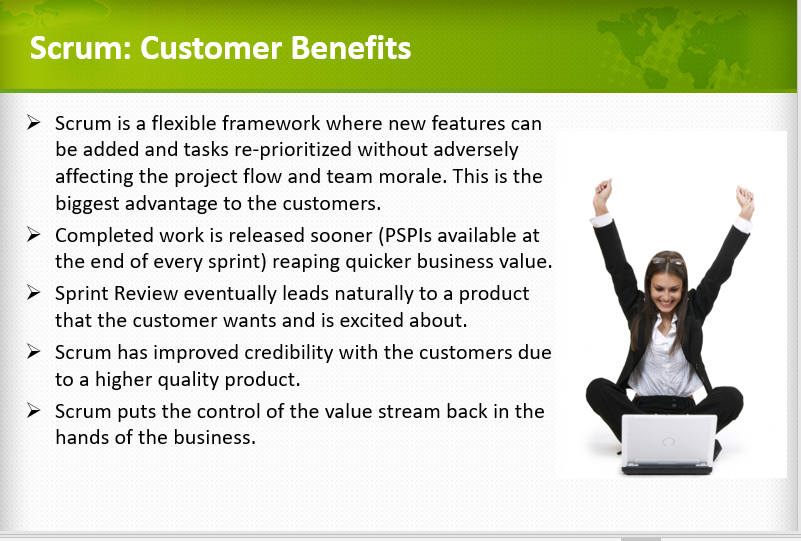 Scrum: Customer Benefits
Scrum is a flexible framework where new features can
be added and tasks re-prioritized without adversely
affecting the project flow and team morale. This is the
biggest advantage to the customers.
Completed work is released sooner (PSPIs available at
the end of every sprint) reaping quicker business value.
Sprint Review eventually leads naturally to a product
that the customer wants and is excited about.
Scrum has improved credibility with the customers due
to a higher quality product.
Scrum puts the control of the value stream back in the
hands of the business.